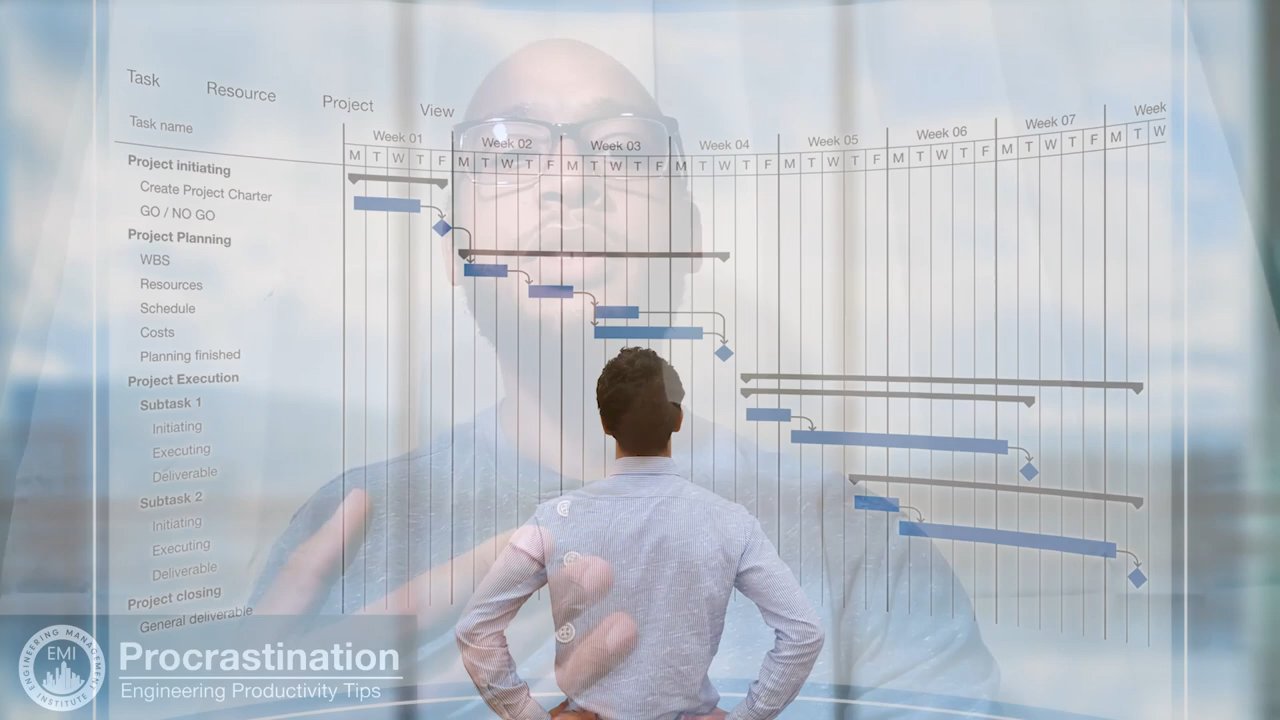 Task Resource Project View
Task name
Week 01 Week 02 Week 03 Week 04 Week 05 Week 06 Week 07 Week
M T W T F M T W T F M T W T F M T W T F M T W T F M T W T F M T W T F M T W
Project initiating
Create Project Charter
GO / NO GO
Project Planning
WBS
Resources
Schedule
Costs
Planning finished
Project Execution
Subtask 1
Initiating
Executing
Deliverable
Subtask 2
Initiating
Executing
Deliverable
Project closing
General deliverable
ENGINEERING MANAGEMENT INSTITUTE
EMI
Procrastination
Engineering Productivity Tips